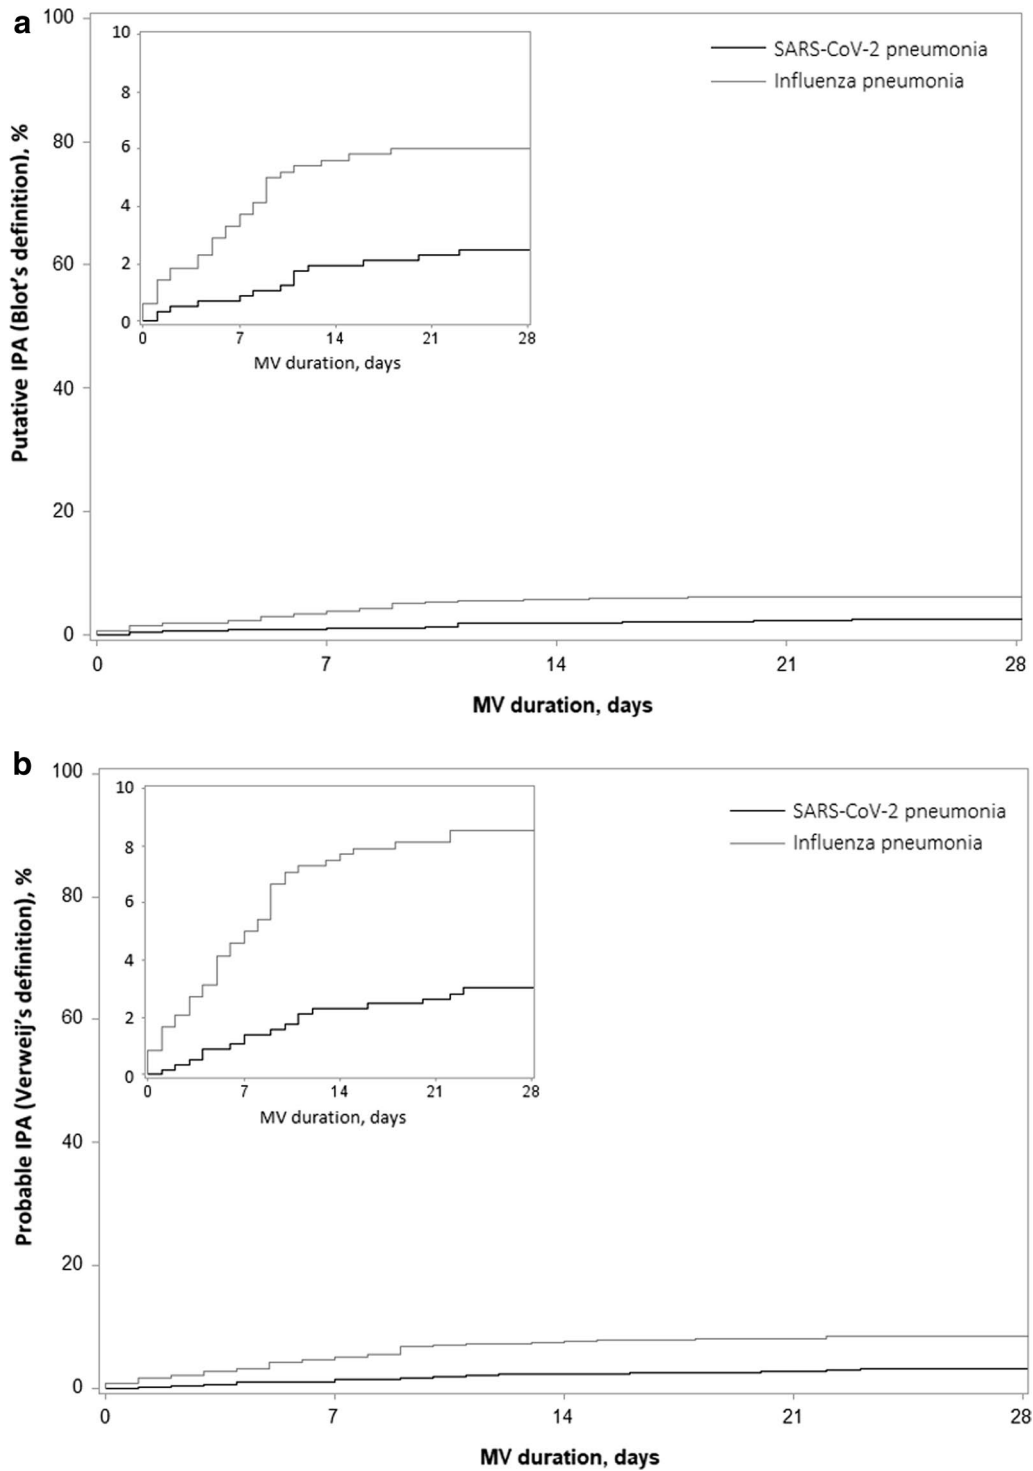 a
100
80
60
40
20
0
Putative IPA (Blot's definition), %
10
8
6
4
2
0
0 7 14 21 28
MV duration, days
SARS-CoV-2 pneumonia
Influenza pneumonia
0 7 14 21 28
MV duration, days
b
100
80
60
40
20
0
Probable IPA (Verweij's definition), %
10
8
6
4
2
0
0 7 14 21 28
MV duration, days
SARS-CoV-2 pneumonia
Influenza pneumonia
0 7 14 21 28
MV duration, days